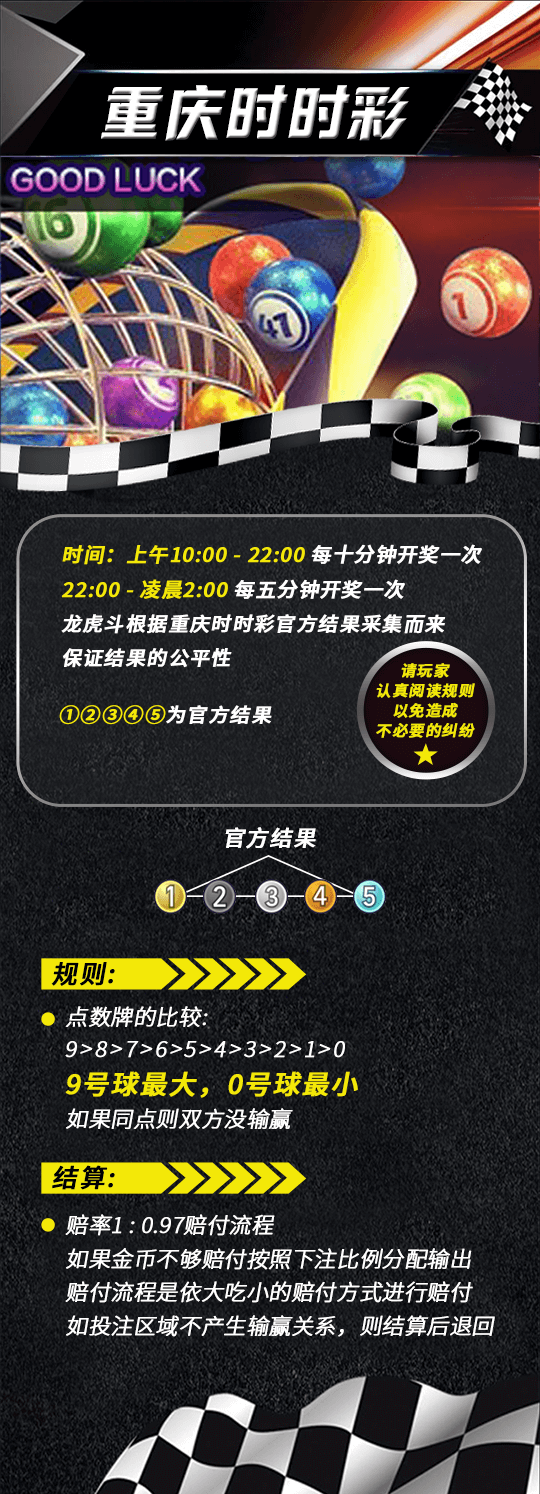 重庆时时彩
GOOD LUCK
16
41
1
时间：上午10:00 - 22:00 每十分钟开奖一次
22:00 - 凌晨2:00 每五分钟开奖一次
龙虎斗根据重庆时时彩官方结果采集而来
保证结果的公平性
①②③④⑤为官方结果
请玩家
认真阅读规则
以免造成
不必要的纠纷
官方结果
1 2 3 4 5
规则:
点数牌的比较:
9>8>7>6>5>4>3>2>1>0
9号球最大，0号球最小
如果同点则双方没输赢
结算:
赔率1 : 0.97赔付流程
如果金币不够赔付按照下注比例分配输出
赔付流程是依大吃小的赔付方式进行赔付
如投注区域不产生输赢关系，则结算后退回